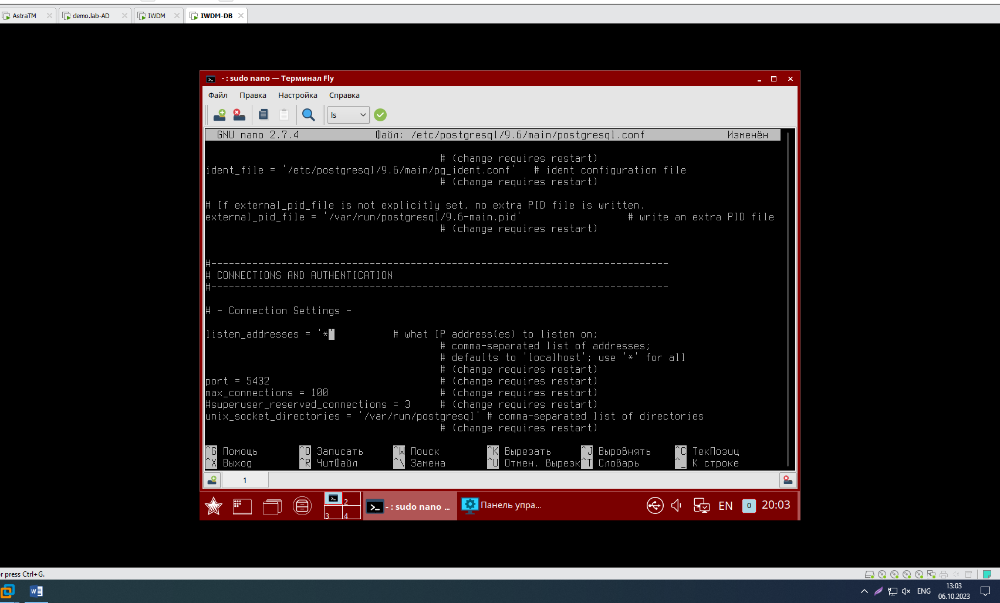 AstraTM
demo.lab-AD
IWDM
IWDM-DB
- : sudo nano — Терминал Fly
Файл Правка Настройка Справка
ls
GNU nano 2.7.4 Файл: /etc/postgresql/9.6/main/postgresql.conf Изменён
# (change requires restart)
ident_file = '/etc/postgresql/9.6/main/pg_ident.conf' # ident configuration file
# (change requires restart)
# If external_pid_file is not explicitly set, no extra PID file is written.
external_pid_file = '/var/run/postgresql/9.6-main.pid' # write an extra PID file
# (change requires restart)
#------------------------------------------------------------------------------
# CONNECTIONS AND AUTHENTICATION
#------------------------------------------------------------------------------
# - Connection Settings -
listen_addresses = '*' # what IP address(es) to listen on;
# comma-separated list of addresses;
# defaults to 'localhost'; use '*' for all
# (change requires restart)
port = 5432 # (change requires restart)
max_connections = 100 # (change requires restart)
#superuser_reserved_connections = 3 # (change requires restart)
unix_socket_directories = '/var/run/postgresql' # comma-separated list of directories
# (change requires restart)
^G Помощь ^O Записать ^W Поиск ^K Вырезать ^J Выровнять ^C ТекПозиц
^X Выход ^R ЧитФайл ^\ Замена ^U Отмен. Вырезк ^T Словарь ^_ К строке
1
2
3 4
- : sudo nano ...
Панель упра...
EN
0
20:03
r press Ctrl+G.
ENG
13:03
06.10.2023